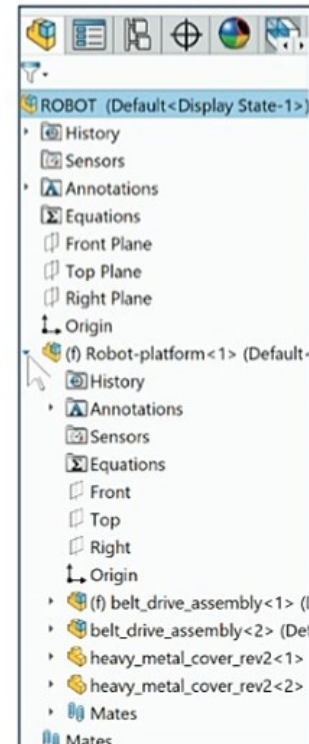 ROBOT (Default<Display State-1>)
History
Sensors
Annotations
Equations
Front Plane
Top Plane
Right Plane
Origin
(f) Robot-platform<1> (Default<
History
Annotations
Sensors
Equations
Front
Top
Right
Origin
(f) belt_drive_assembly<1> (
belt_drive_assembly<2> (Def
heavy_metal_cover_rev2<1>
heavy_metal_cover_rev2<2>
Mates
Mates